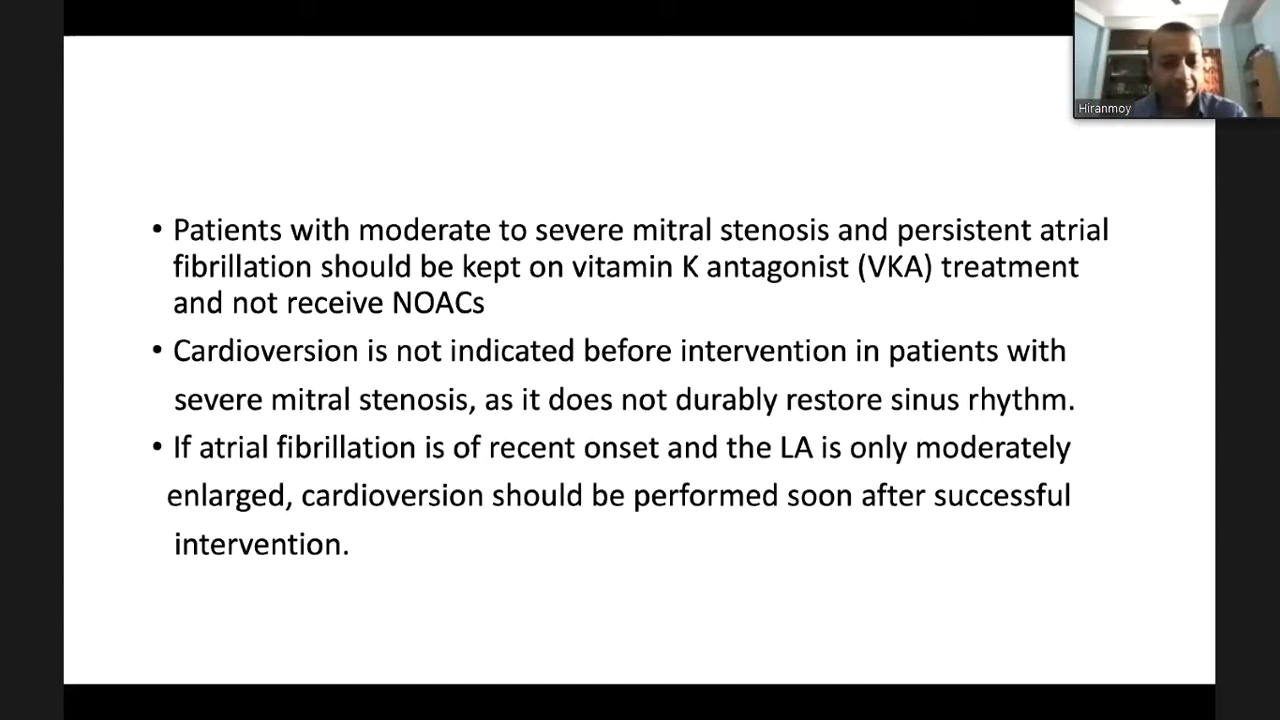 Hiranmoy
• Patients with moderate to severe mitral stenosis and persistent atrial
fibrillation should be kept on vitamin K antagonist (VKA) treatment
and not receive NOACs
• Cardioversion is not indicated before intervention in patients with
severe mitral stenosis, as it does not durably restore sinus rhythm.
• If atrial fibrillation is of recent onset and the LA is only moderately
enlarged, cardioversion should be performed soon after successful
intervention.